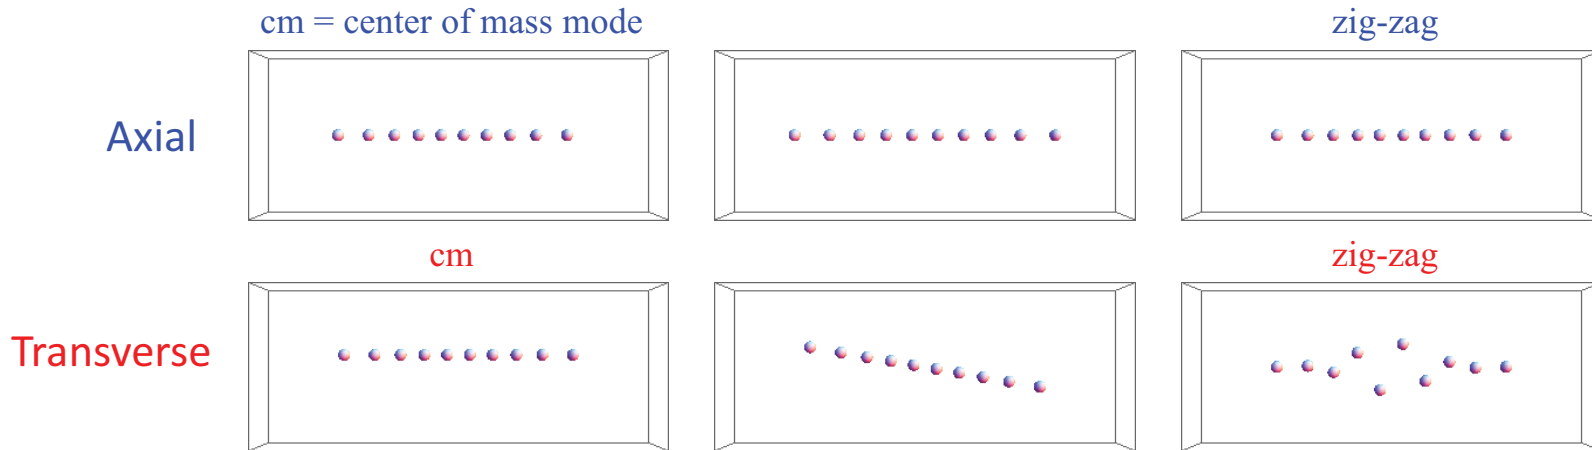 cm = center of mass mode
zig-zag
Axial
cm
zig-zag
Transverse